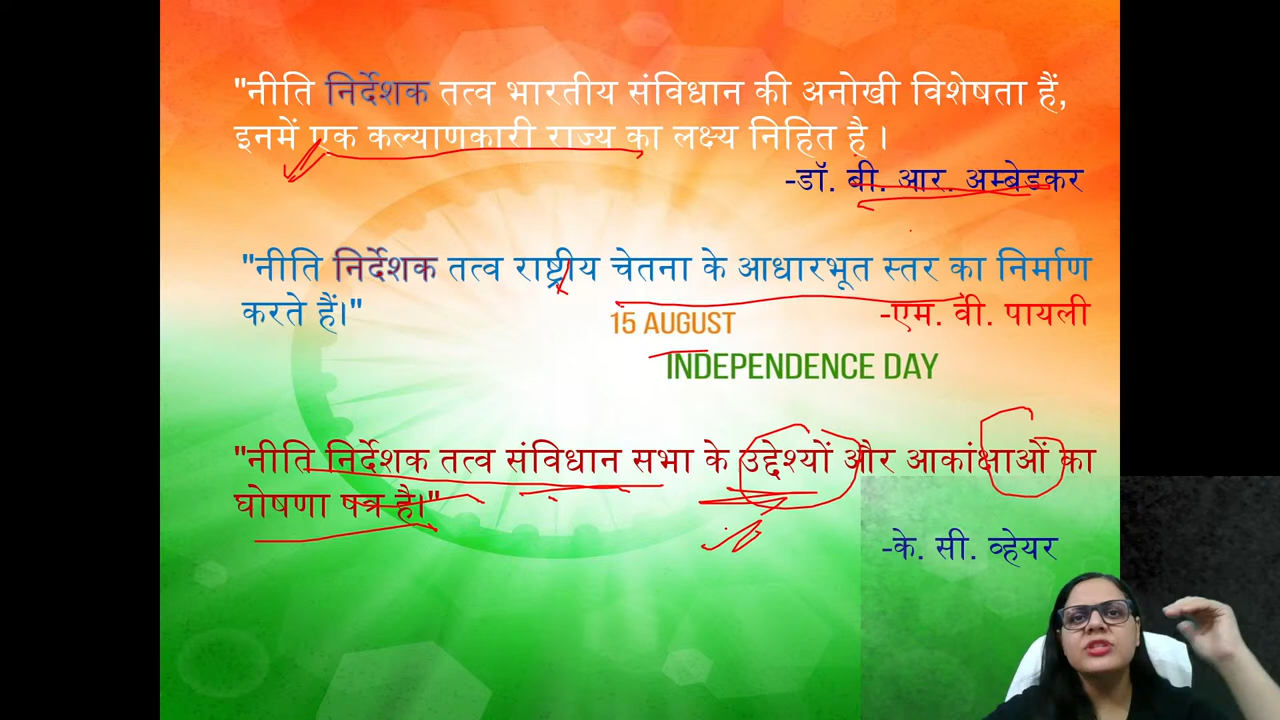 "नीति निर्देशक तत्व भारतीय संविधान की अनोखी विशेषता हैं,
इनमें एक कल्याणकारी राज्य का लक्ष्य निहित है ।
-डॉ. बी. आर. अम्बेडकर
"नीति निर्देशक तत्व राष्ट्रीय चेतना के आधारभूत स्तर का निर्माण
करते हैं।"
-एम. वी. पायली
15 AUGUST
INDEPENDENCE DAY
"नीति निर्देशक तत्व संविधान सभा के उद्देश्यों और आकांक्षाओं का
घोषणा पत्र है।"
-के. सी. व्हेयर